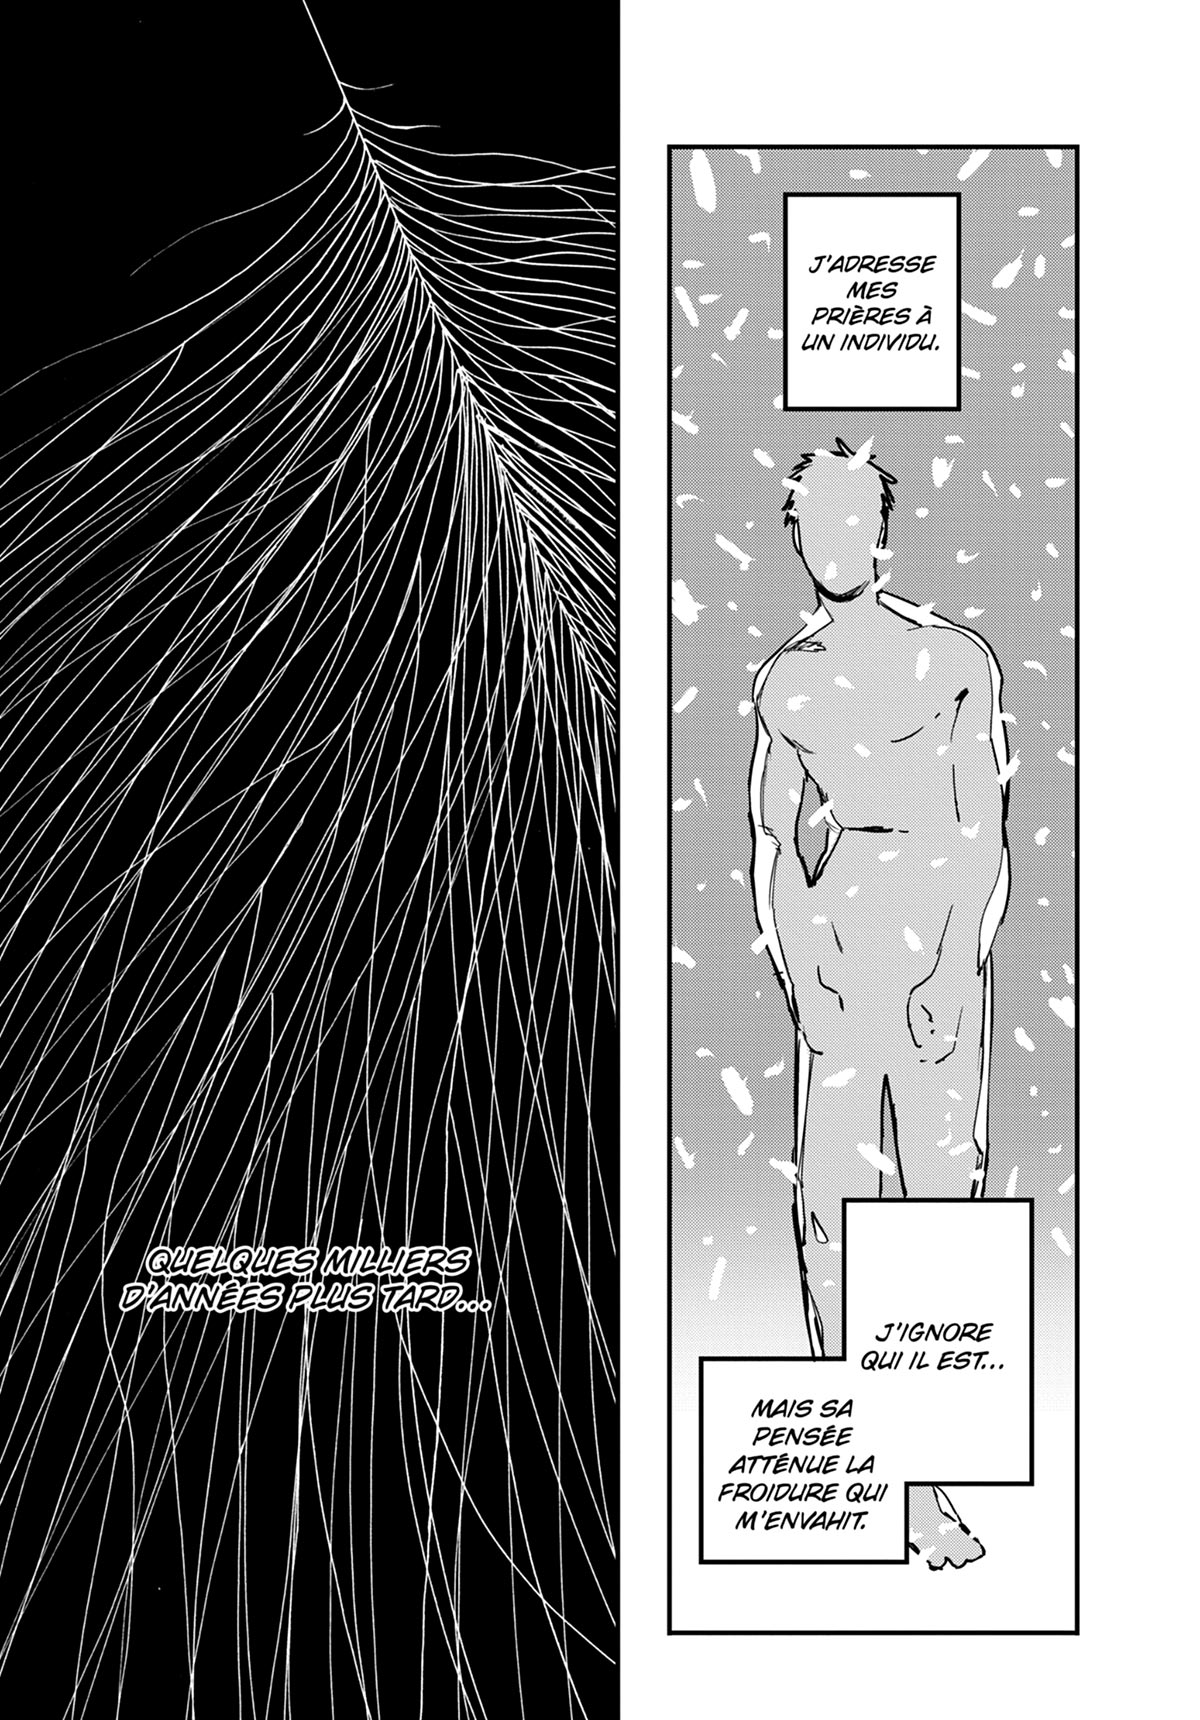 J'ADRESSE
MES
PRIÈRES À
UN INDIVIDU.
J'IGNORE
QUI IL EST...
MAIS SA
PENSÉE
ATTÉNUE LA
FROIDURE QUI
M'ENVAHIT.
QUELQUES MILLIERS
D'ANNÉES PLUS TARD...